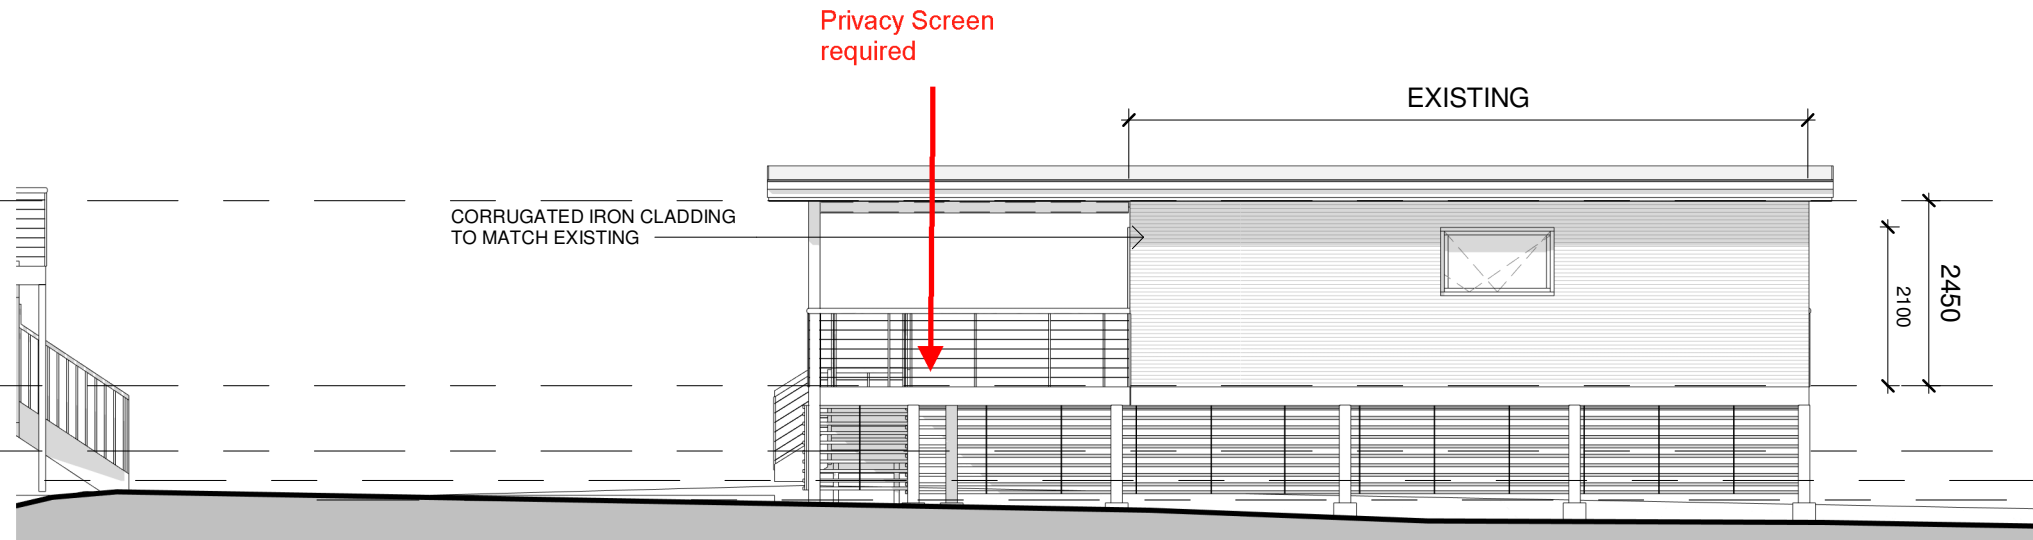 Privacy Screen
required
EXISTING
CORRUGATED IRON CLADDING
TO MATCH EXISTING
2100
2450